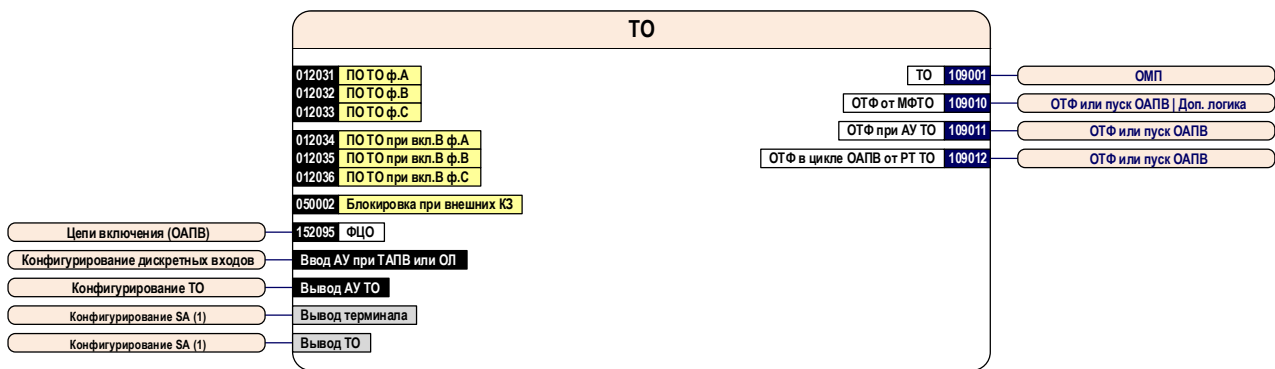 ТО
012031 ПО ТО ф.А
012032 ПО ТО ф.В
012033 ПО ТО ф.С
012034 ПО ТО при вкл.В ф.А
012035 ПО ТО при вкл.В ф.В
012036 ПО ТО при вкл.В ф.С
050002 Блокировка при внешних КЗ
Цепи включения (ОАПВ) 152095 ФЦО
Конфигурирование дискретных входов Ввод АУ при ТАПВ или ОЛ
Конфигурирование ТО Вывод АУ ТО
Конфигурирование SA (1) Вывод терминала
Конфигурирование SA (1) Вывод ТО
ТО 109001 ОМП
ОТФ от МФТО 109010 ОТФ или пуск ОАПВ | Доп. логика
ОТФ при АУ ТО 109011 ОТФ или пуск ОАПВ
ОТФ в цикле ОАПВ от РТ ТО 109012 ОТФ или пуск ОАПВ